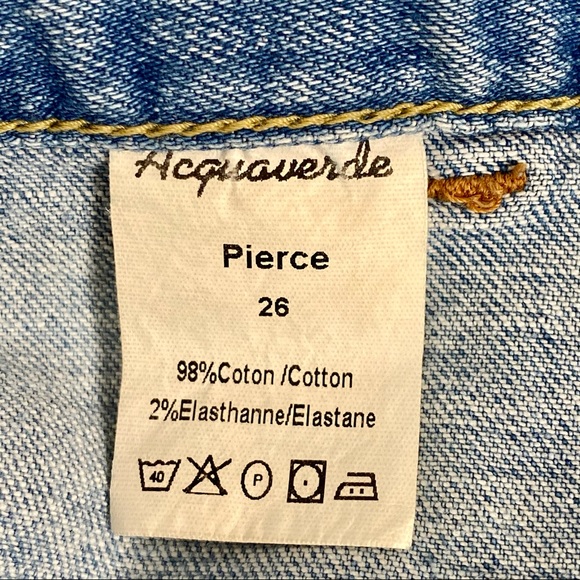 Acquaverde
Pierce
26
98%Coton /Cotton
2%Elasthanne/Elastane
40 P